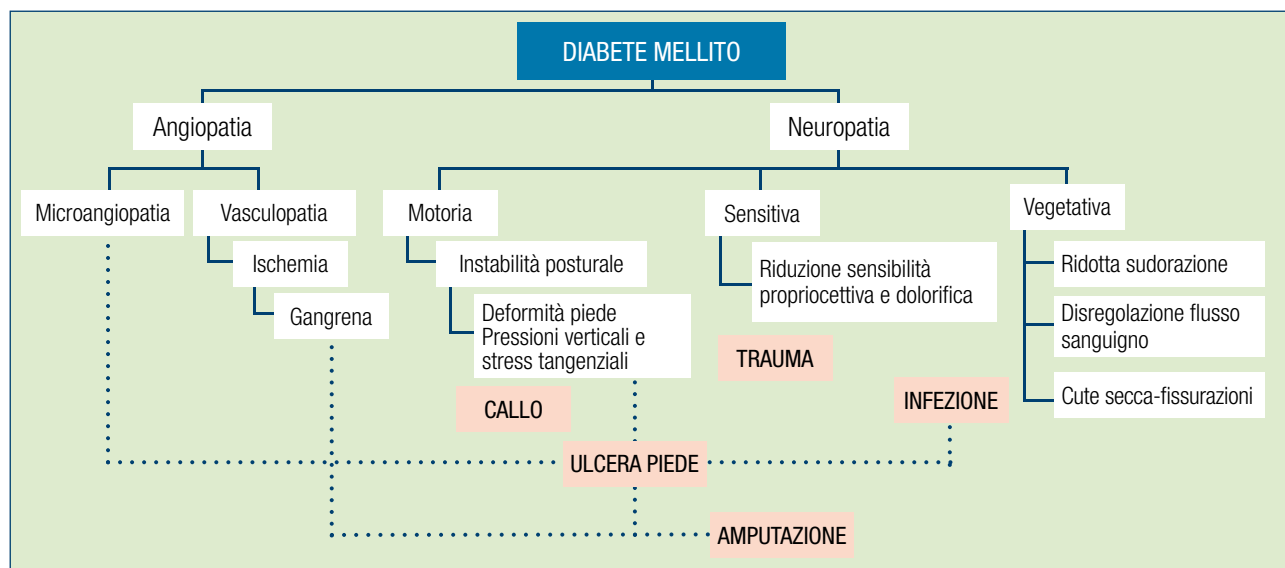 DIABETE MELLITO
Angiopatia
Neuropatia
Microangiopatia
Vasculopatia
Motoria
Sensitiva
Vegetativa
Ischemia
Instabilità posturale
Riduzione sensibilità
propriocettiva e dolorifica
Ridotta sudorazione
Gangrena
Deformità piede
Pressioni verticali e
stress tangenziali
Disregolazione flusso
sanguigno
TRAUMA
CALLO
INFEZIONE
Cute secca-fissurazioni
ULCERA PIEDE
AMPUTAZIONE